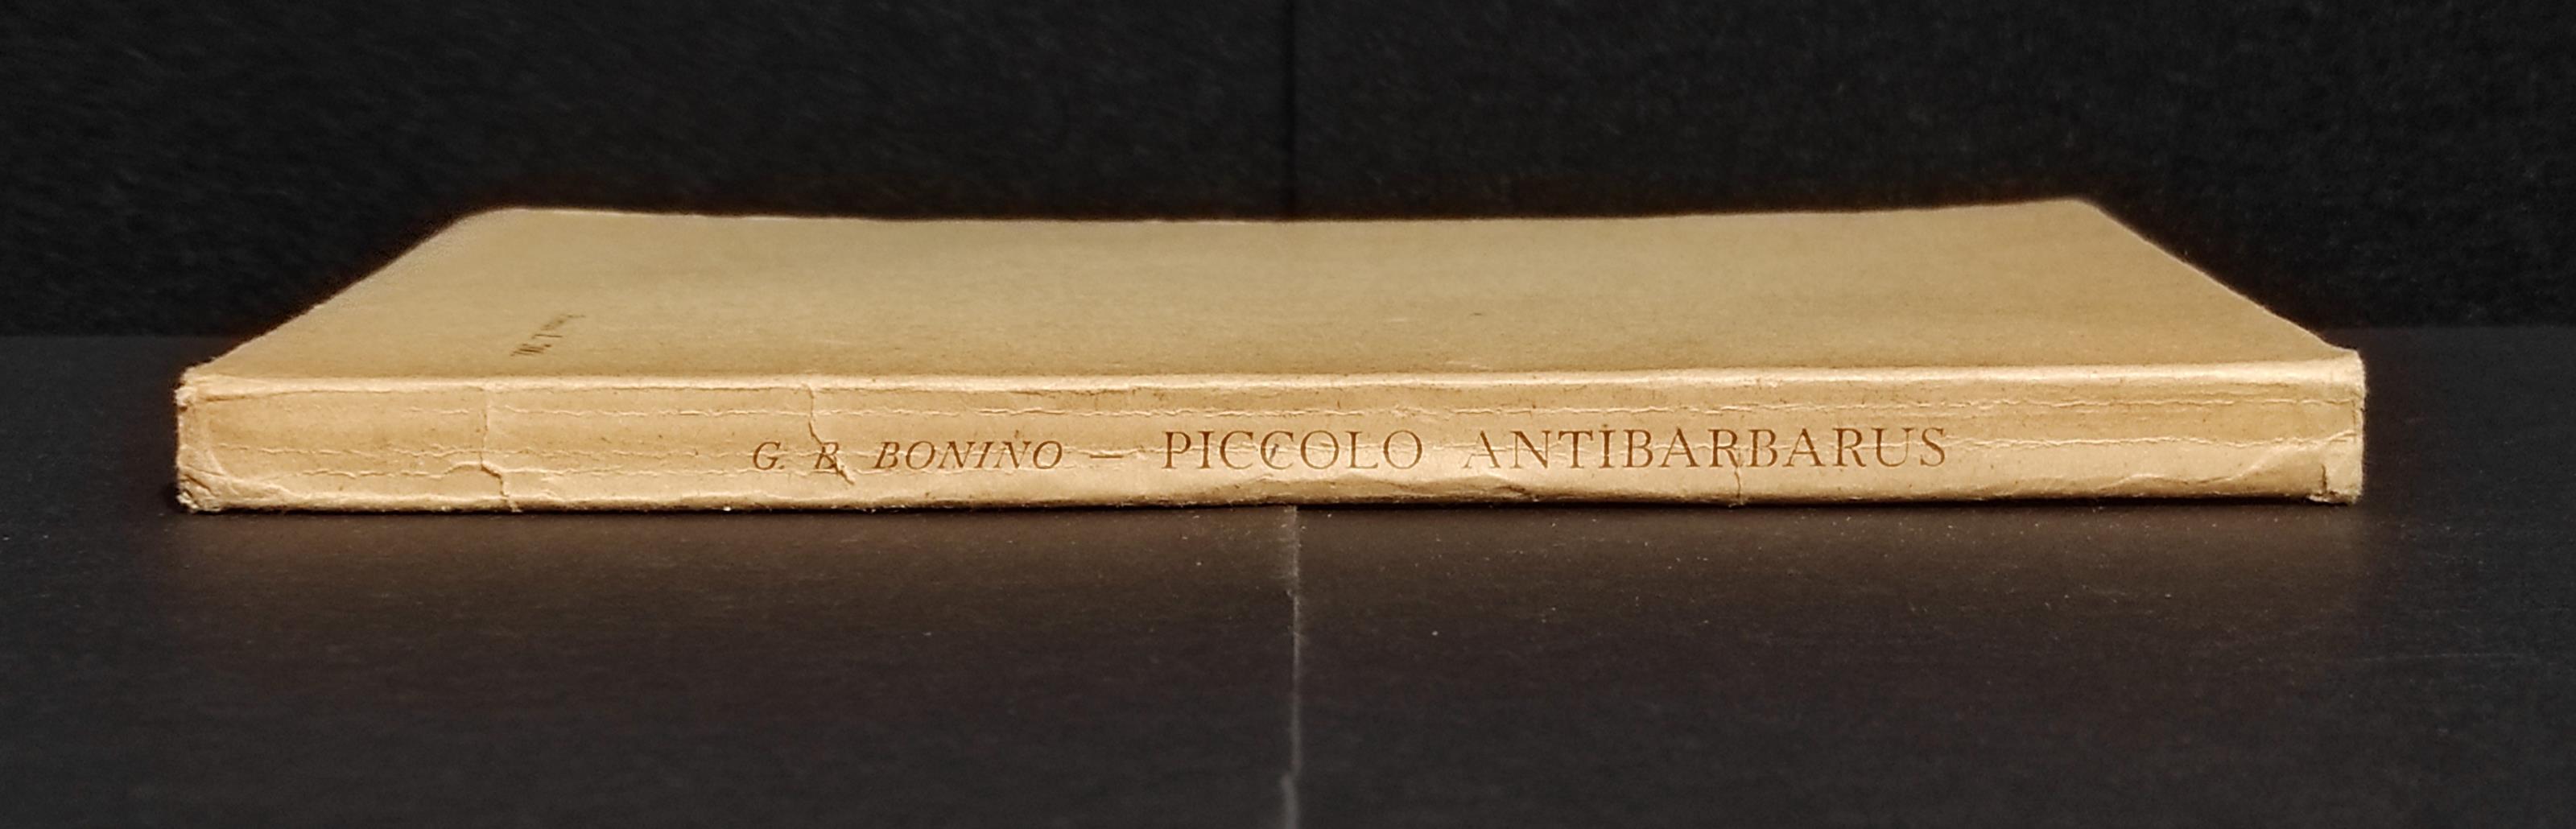 G. B. BONINO — PICCOLO ANTIBARBARUS